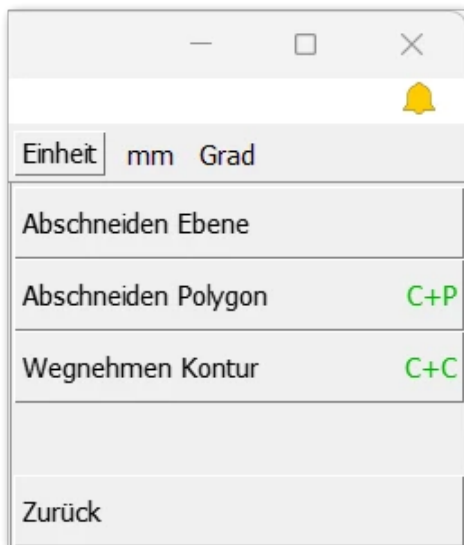 Einheit mm Grad
Abschneiden Ebene
Abschneiden Polygon C+P
Wegnehmen Kontur C+C
Zurück